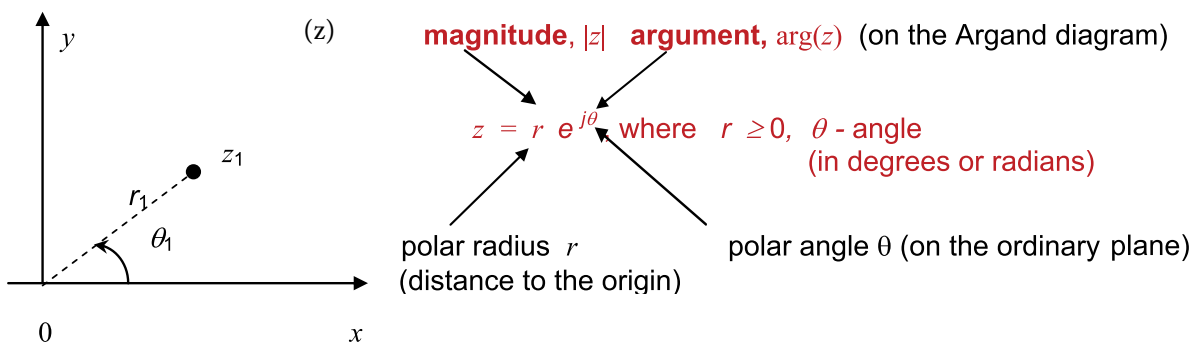 y
(z)
z₁
r₁
θ₁
0
x
magnitude, |z| argument, arg(z) (on the Argand diagram)
z = r e^{jθ}, where r ≥0, θ - angle
(in degrees or radians)
polar radius r
(distance to the origin)
polar angle θ (on the ordinary plane)